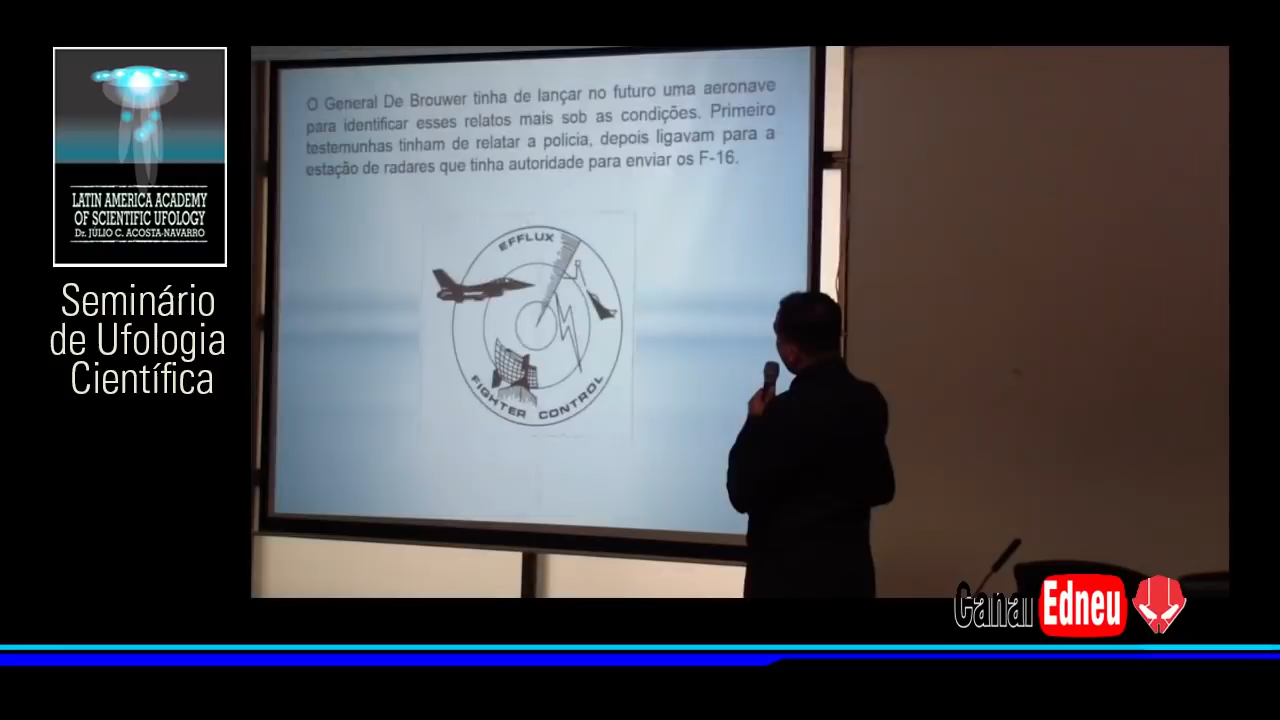 LATIN AMERICA ACADEMY
OF SCIENTIFIC UFOLOGY
Dr. JÚLIO C. ACOSTA-NAVARRO
Seminário
de Ufologia
Científica
O General De Brouwer tinha de lançar no futuro uma aeronave
para identificar esses relatos mais sob as condições. Primeiro
testemunhas tinham de relatar a policia, depois ligavam para a
estação de radares que tinha autoridade para enviar os F-16.
EFFLUX
FIGHTER CONTROL
Canal Edneu